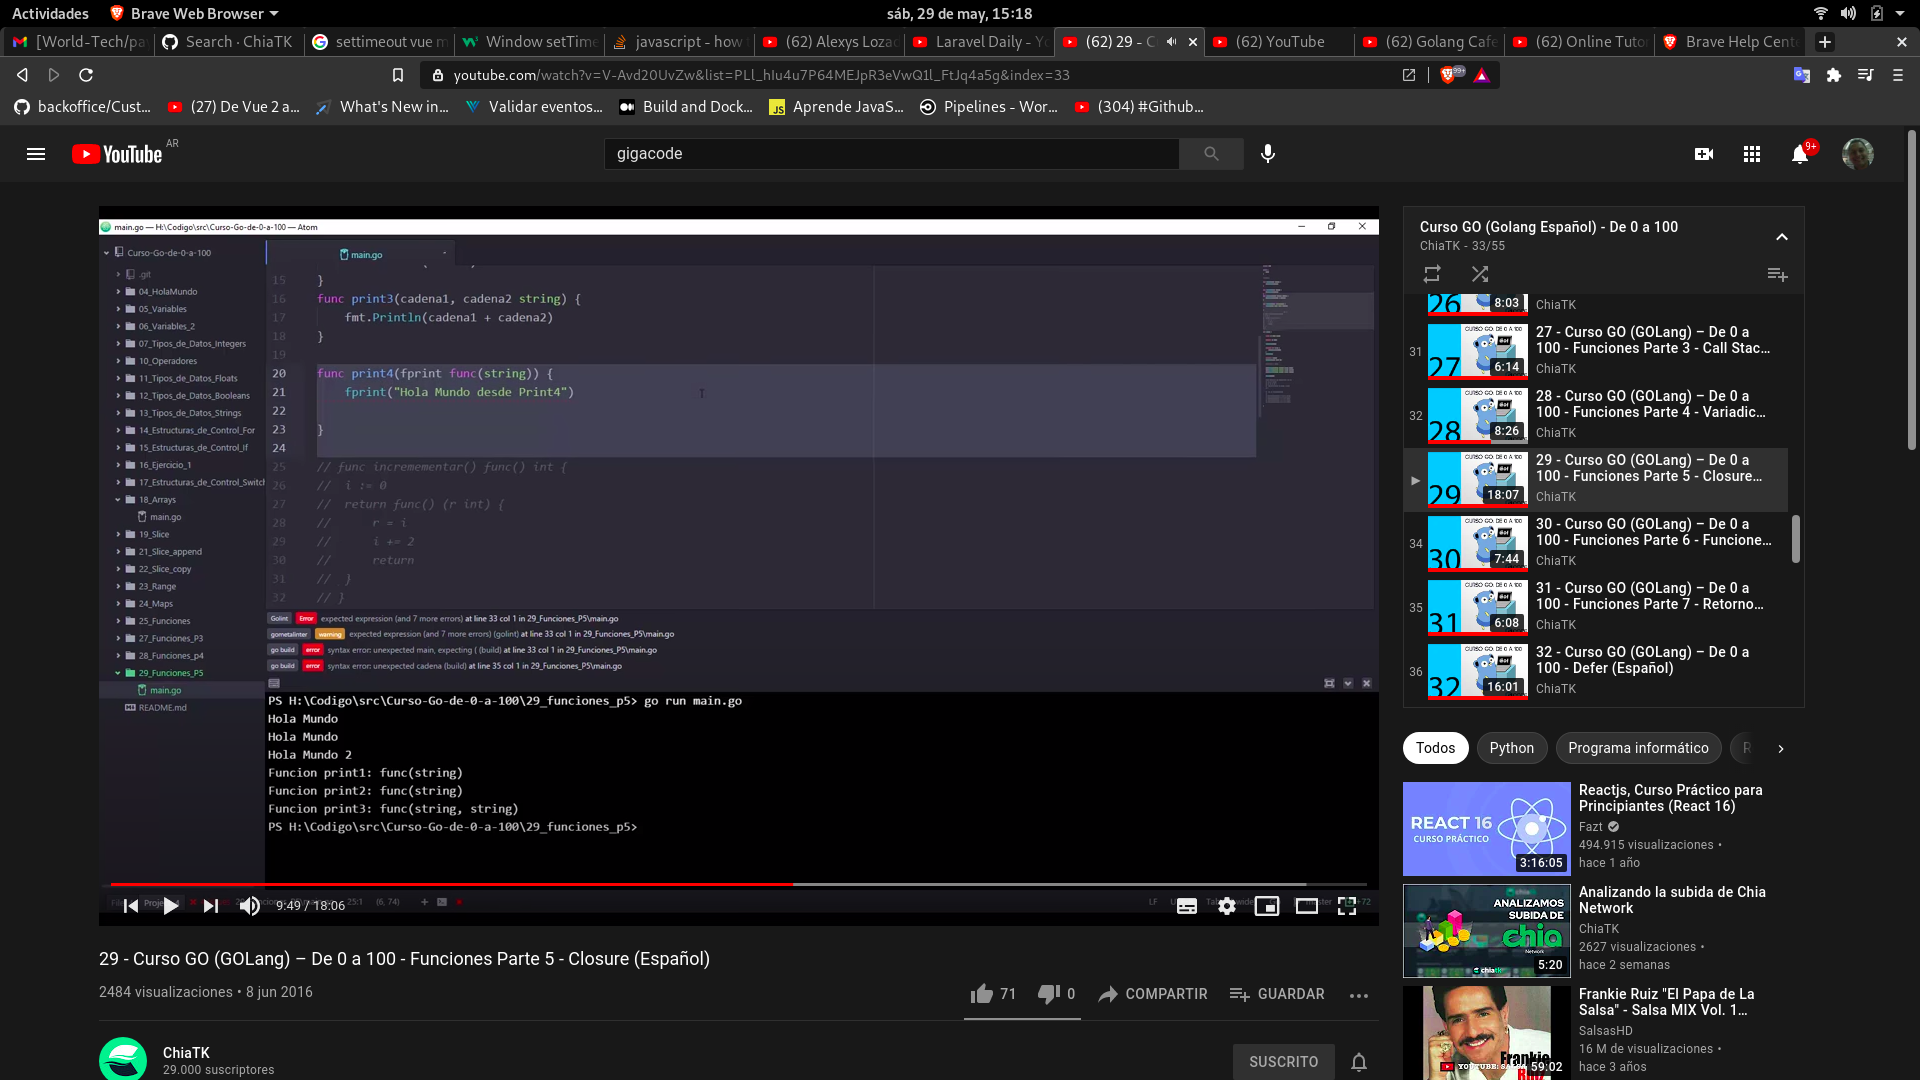 Actividades
Brave Web Browser
sáb, 29 de may, 15:18
[World-Tech/pa
Search · ChiaTK
settimeout vue m
Window setTime
javascript - how
(62) Alexys Loza
Laravel Daily - Y
(62) 29 - C
(62) YouTube
(62) Golang Cafe
(62) Online Tuto
Brave Help Cent
youtube.com/watch?v=V-Avd20UvZw&list=PLl_hIu4u7P64MEJpR3eVwQ1l_FtJq4a5g&index=33
99+
backoffice/Cust...
(27) De Vue 2 a...
What's New in...
Validar eventos...
Build and Dock...
Aprende JavaS...
Pipelines - Wor...
(304) #Github...
YouTube AR
gigacode
9+
main.go — H:\Codigo\src\Curso-Go-de-0-a-100 — Atom
Curso-Go-de-0-a-100
.git
04_HolaMundo
05_Variables
06_Variables_2
07_Tipos_de_Datos_Integers
10_Operadores
11_Tipos_de_Datos_Floats
12_Tipos_de_Datos_Booleans
13_Tipos_de_Datos_Strings
14_Estructuras_de_Control_For
15_Estructuras_de_Control_If
16_Ejercicio_1
17_Estructuras_de_Control_Switch
18_Arrays
main.go
19_Slice
21_Slice_append
22_Slice_copy
23_Range
24_Maps
25_Funciones
27_Funciones_P3
28_Funciones_p4
29_Funciones_P5
main.go
README.md
main.go
15 }
16 func print3(cadena1, cadena2 string) {
17 fmt.Println(cadena1 + cadena2)
18 }
19
20 func print4(fprint func(string)) {
21 fprint("Hola Mundo desde Print4")
22
23 }
24
25 // func incrementar() func() int {
26 // i := 0
27 // return func() (r int) {
28 // r = i
29 // i += 2
30 // return
31 // }
32 // }
Golint Error expected expression (and 7 more errors) at line 33 col 1 in 29_Funciones_P5\main.go
gometalinter warning expected expression (and 7 more errors) (golint) at line 33 col 1 in 29_Funciones_P5\main.go
go build error syntax error: unexpected main, expecting ( (build) at line 33 col 1 in 29_Funciones_P5\main.go
go build error syntax error: unexpected cadena (build) at line 35 col 1 in 29_Funciones_P5\main.go
PS H:\Codigo\src\Curso-Go-de-0-a-100\29_funciones_p5> go run main.go
Hola Mundo
Hola Mundo
Hola Mundo 2
Funcion print1: func(string)
Funcion print2: func(string)
Funcion print3: func(string, string)
PS H:\Codigo\src\Curso-Go-de-0-a-100\29_funciones_p5>
9:49 / 18:06
25:1 (6, 74)
LF
+72
29 - Curso GO (GOLang) – De 0 a 100 - Funciones Parte 5 - Closure (Español)
2484 visualizaciones • 8 jun 2016
71
0
COMPARTIR
GUARDAR
ChiaTK
29.000 suscriptores
SUSCRITO
Curso GO (Golang Español) - De 0 a 100
ChiaTK - 33/55
26
8:03
ChiaTK
31
27
6:14
27 - Curso GO (GOLang) – De 0 a
100 - Funciones Parte 3 - Call Stac...
ChiaTK
32
28
8:26
28 - Curso GO (GOLang) – De 0 a
100 - Funciones Parte 4 - Variadic...
ChiaTK
29
18:07
29 - Curso GO (GOLang) – De 0 a
100 - Funciones Parte 5 - Closure...
ChiaTK
34
30
7:44
30 - Curso GO (GOLang) – De 0 a
100 - Funciones Parte 6 - Funcione...
ChiaTK
35
31
6:08
31 - Curso GO (GOLang) – De 0 a
100 - Funciones Parte 7 - Retorno...
ChiaTK
36
32
16:01
32 - Curso GO (GOLang) – De 0 a
100 - Defer (Español)
ChiaTK
Todos
Python
Programa informático
R
REACT 16
CURSO PRÁCTICO
3:16:05
Reactjs, Curso Práctico para
Principiantes (React 16)
Fazt
494.915 visualizaciones •
hace 1 año
ANALIZAMOS
SUBIDA DE
chia
Network
chiatk
5:20
Analizando la subida de Chia
Network
ChiaTK
2627 visualizaciones •
hace 2 semanas
Frankie
59:02
Frankie Ruiz "El Papa de La
Salsa" - Salsa MIX Vol. 1...
SalsasHD
16 M de visualizaciones •
hace 3 años